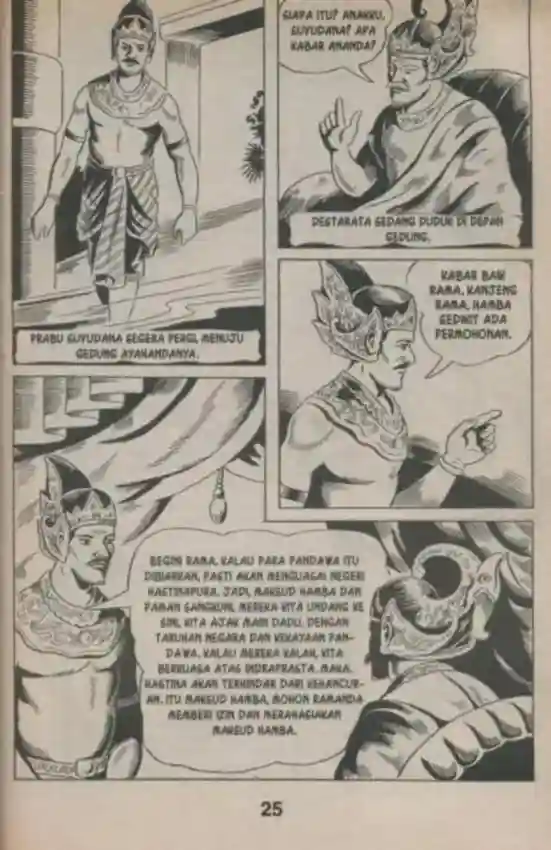 PRABU SUYUDANA SEGERA PERGI, MENUJU
GEDUNG AYAHANDANYA.
SIAPA ITU? ANAKKU,
SUYUDANA? APA
KABAR ANANDA?
DESTARATA SEDANG DUDUK DI DEPAN
GEDUNG.
KABAR BAIK
RAMA, KANJENG
RAMA, HAMBA
SEDIKIT ADA
PERMOHONAN.
BEGINI RAMA, KALAU PARA PANDAWA ITU
DIBIARKAN, PASTI AKAN MENGUASAI NEGERI
HASTINAPURA. JADI, MAKSUD HAMBA DAN
PAMAN SANGKUNI, MEREKA KITA UNDANG KE
SINI, KITA AJAK MAIN DADU, DENGAN
TARUHAN NEGARA DAN KEKAYAAN PAN-
DAWA. KALAU MEREKA KALAH, KITA
BERKUASA ATAS INDRAPRASTA. MAKA,
HASTINA AKAN TERHINDAR DARI KEHANCUR-
AN. ITU MAKSUD HAMBA, MOHON RAMANDA
MEMBERI IZIN DAN MERAHASIAKAN
MAKSUD HAMBA.
25